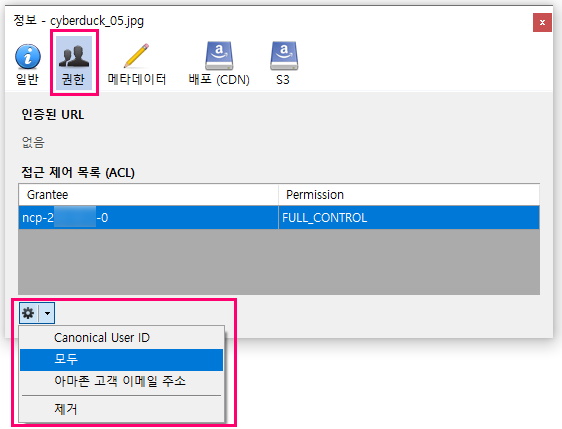 정보 - cyberduck_05.jpg
x
일반
권한
메타데이터
배포 (CDN)
S3
인증된 URL
없음
접근 제어 목록 (ACL)
Grantee Permission
ncp-2 -0 FULL_CONTROL
Canonical User ID
모두
아마존 고객 이메일 주소
제거